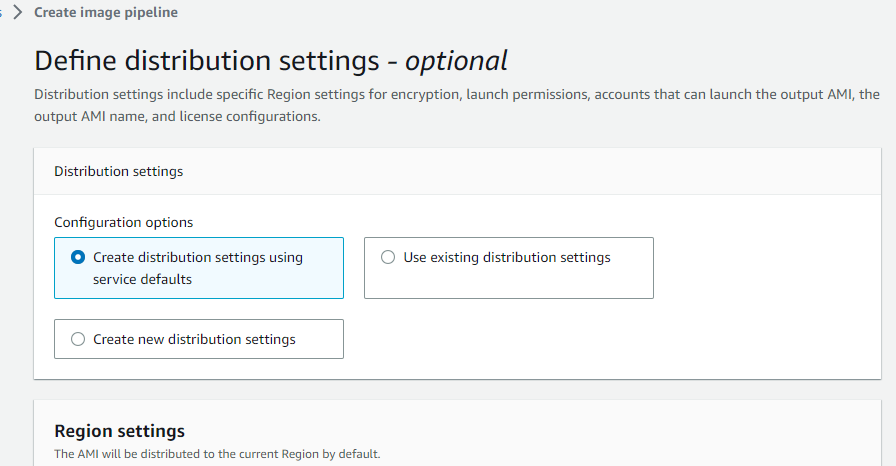 Create image pipeline
Define distribution settings - optional
Distribution settings include specific Region settings for encryption, launch permissions, accounts that can launch the output AMI, the
output AMI name, and license configurations.
Distribution settings
Configuration options
Create distribution settings using
service defaults
Use existing distribution settings
Create new distribution settings
Region settings
The AMI will be distributed to the current Region by default.